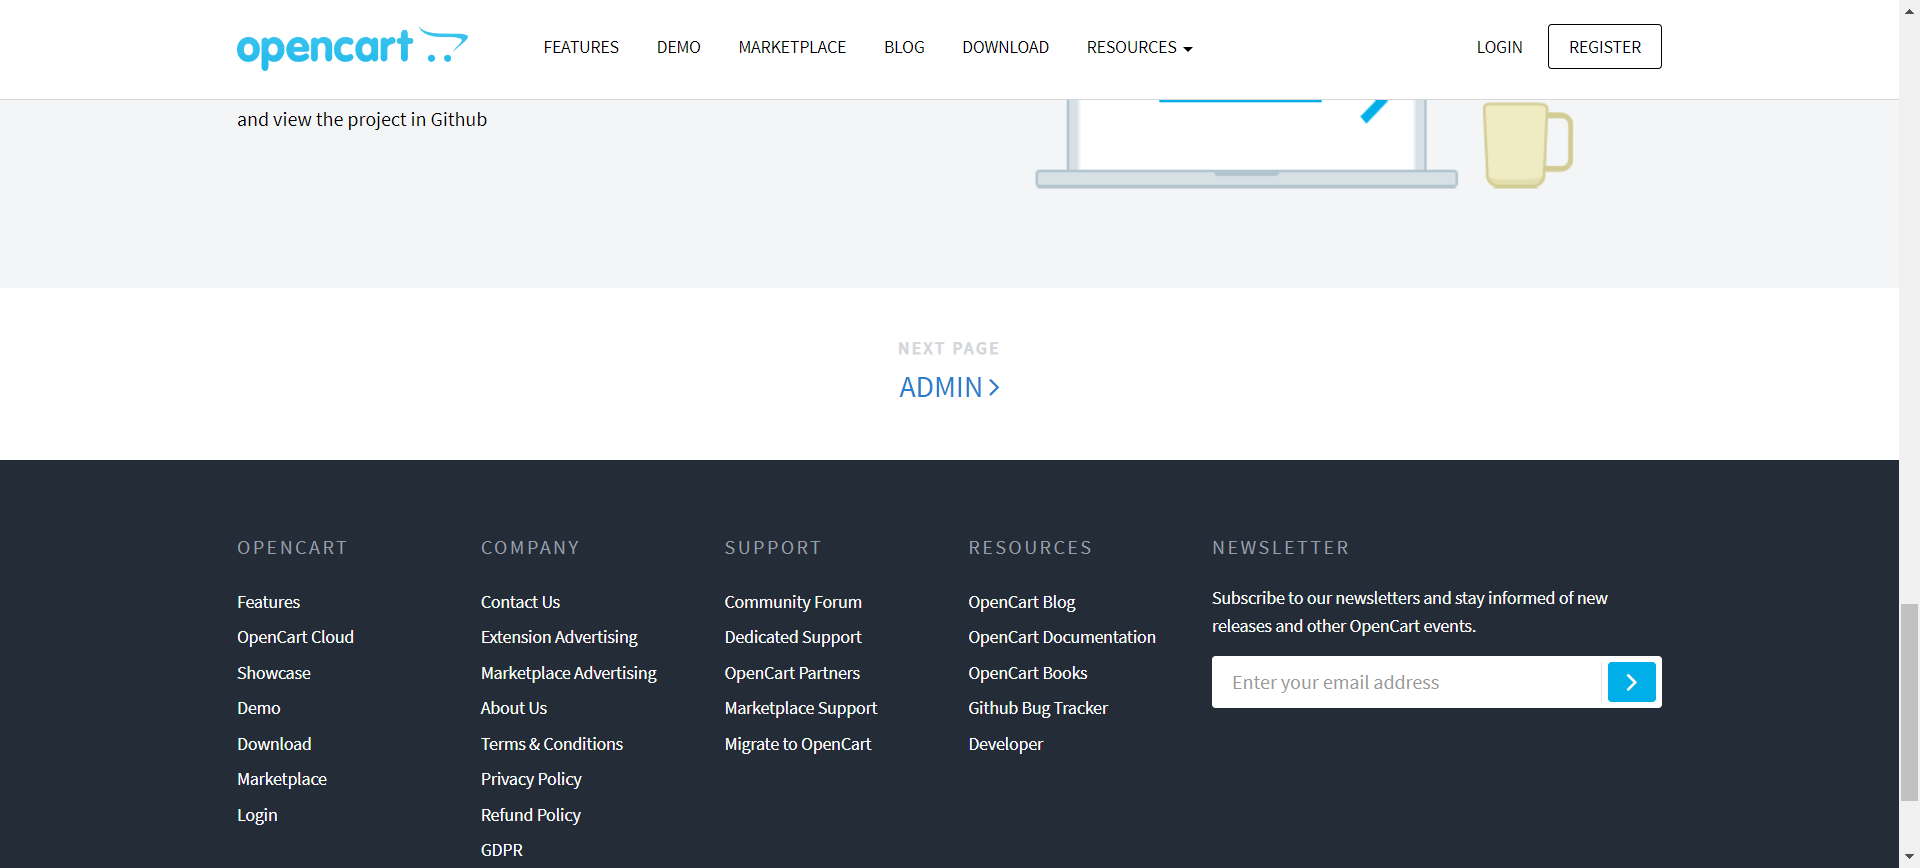 opencart
FEATURES
DEMO
MARKETPLACE
BLOG
DOWNLOAD
RESOURCES
LOGIN
REGISTER
and view the project in Github
NEXT PAGE
ADMIN
OPENCART
Features
OpenCart Cloud
Showcase
Demo
Download
Marketplace
Login
COMPANY
Contact Us
Extension Advertising
Marketplace Advertising
About Us
Terms & Conditions
Privacy Policy
Refund Policy
GDPR
SUPPORT
Community Forum
Dedicated Support
OpenCart Partners
Marketplace Support
Migrate to OpenCart
RESOURCES
OpenCart Blog
OpenCart Documentation
OpenCart Books
Github Bug Tracker
Developer
NEWSLETTER
Subscribe to our newsletters and stay informed of new
releases and other OpenCart events.
Enter your email address